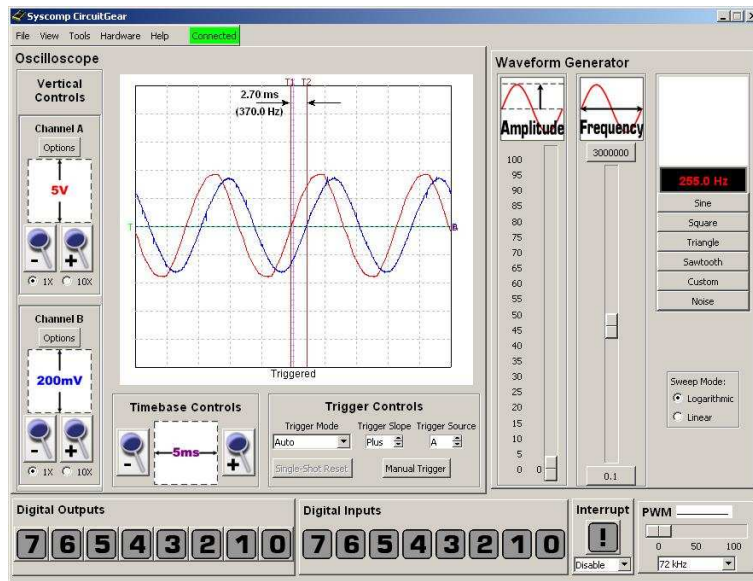 Syscomp CircuitGear
File View Tools Hardware Help Connected
Oscilloscope
Vertical
Controls
Channel A
Options
5V
- +
1X 10X
Channel B
Options
200mV
- +
1X 10X
T1 T2
2.70 ms
(370.0 Hz)
T
B
Triggered
Timebase Controls
- 5ms +
Trigger Controls
Trigger Mode Trigger Slope Trigger Source
Auto Plus A
Single-Shot Reset Manual Trigger
Waveform Generator
Amplitude
100
95
90
85
80
75
70
65
60
55
50
45
40
35
30
25
20
15
10
5
0 0
Frequency
3000000
0.1
255.0 Hz
Sine
Square
Triangle
Sawtooth
Custom
Noise
Sweep Mode:
Logarithmic
Linear
Digital Outputs
7 6 5 4 3 2 1 0
Digital Inputs
7 6 5 4 3 2 1 0
Interrupt
!
Disable
PWM
0 50 100
72 kHz